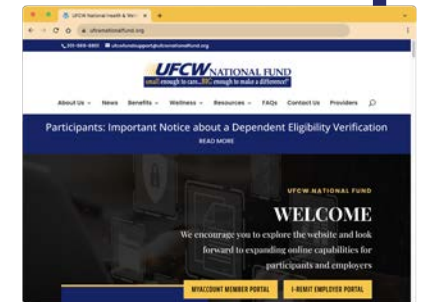 UFCW National Health & Wel
ufcwnationalfund.org
ufcwfundsupport@ufcwnationalfund.org
UFCW NATIONAL FUND
small enough to care...BIG enough to make a difference!
About Us News Benefits Wellness Resources FAQs Contact Us Providers
Participants: Important Notice about a Dependent Eligibility Verification
READ MORE
UFCW NATIONAL FUND
WELCOME
We encourage you to explore the website and look
forward to expanding online capabilities for
participants and employers
MYACCOUNT MEMBER PORTAL I-REMIT EMPLOYER PORTAL